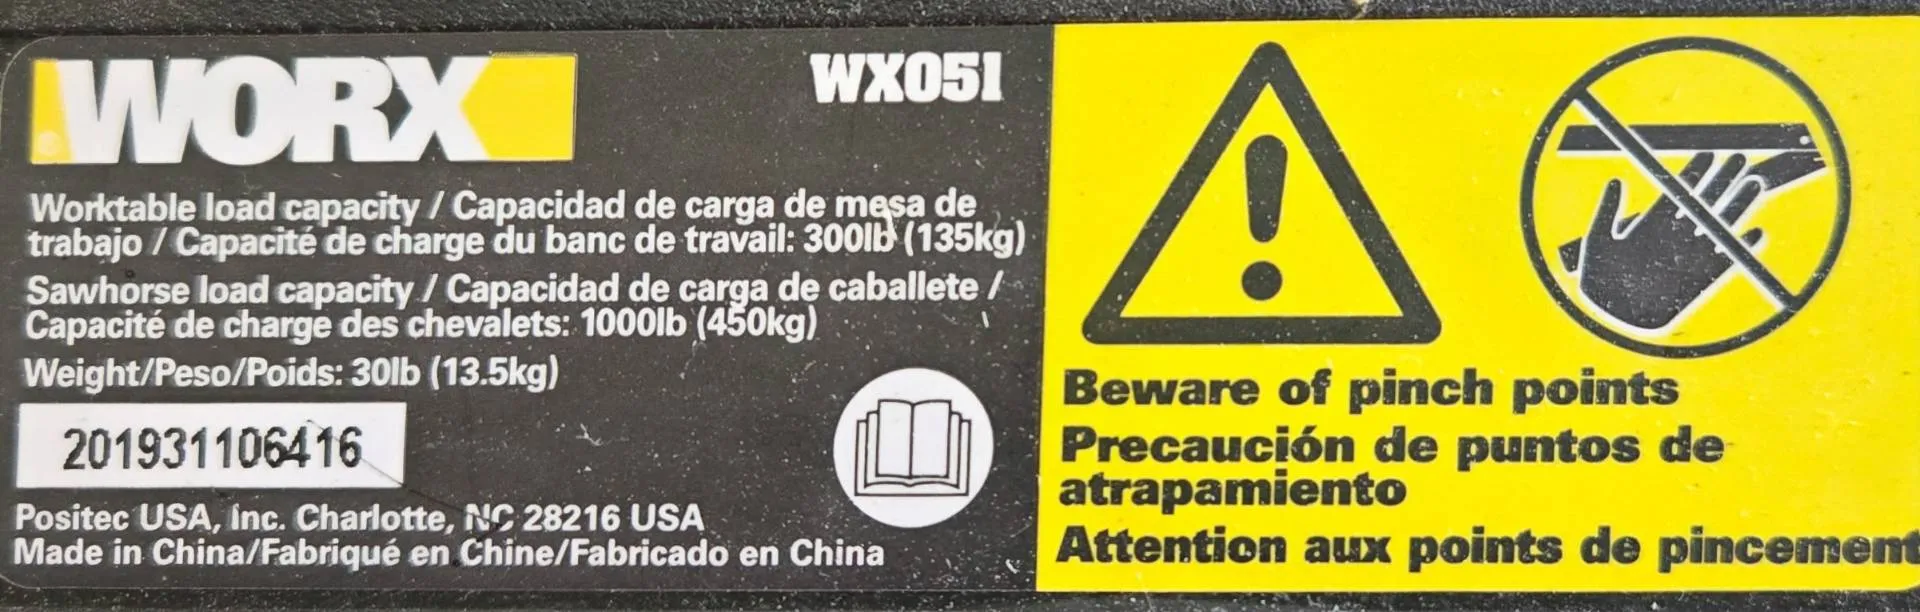 WORX
WX051
Worktable load capacity / Capacidad de carga de mesa de
trabajo / Capacité de charge du banc de travail: 300lb (135kg)
Sawhorse load capacity / Capacidad de carga de caballete /
Capacité de charge des chevalets: 1000lb (450kg)
Weight/Peso/Poids: 30lb (13.5kg)
201931106416
Positec USA, Inc. Charlotte, NC 28216 USA
Made in China/Fabriqué en Chine/Fabricado en China
Beware of pinch points
Precaución de puntos de
atrapamiento
Attention aux points de pincement